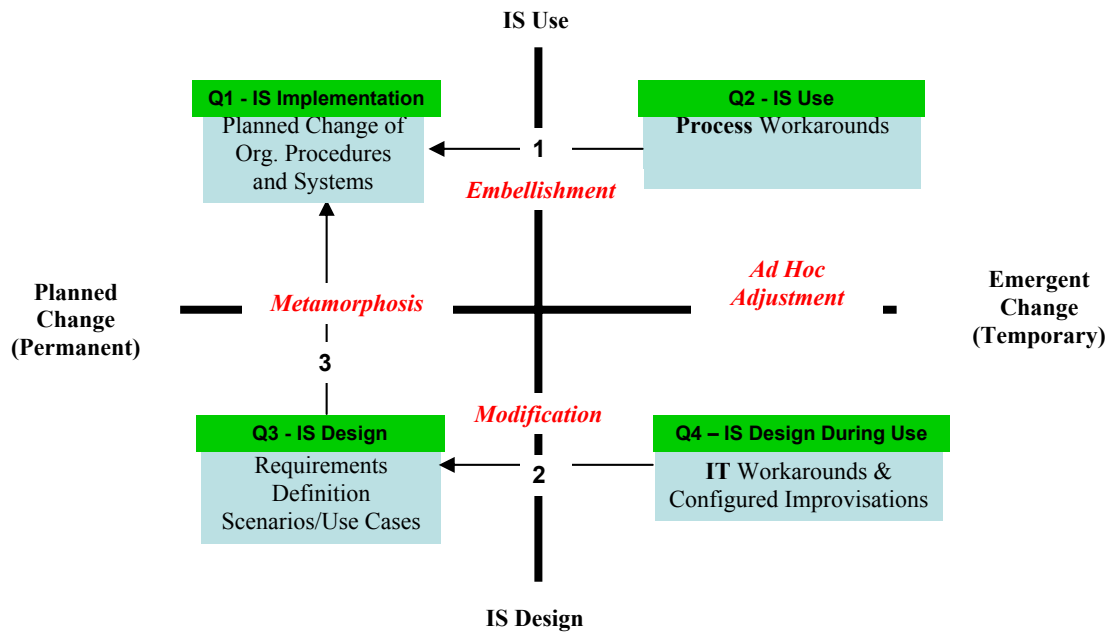 IS Use
Q1 - IS Implementation
Planned Change of
Org. Procedures
and Systems
Q2 - IS Use
Process Workarounds
1
Embellishment
Planned
Change
(Permanent)
Metamorphosis
Ad Hoc
Adjustment
Emergent
Change
(Temporary)
3
Modification
Q3 - IS Design
Requirements
Definition
Scenarios/Use Cases
2
Q4 – IS Design During Use
IT Workarounds &
Configured Improvisations
IS Design